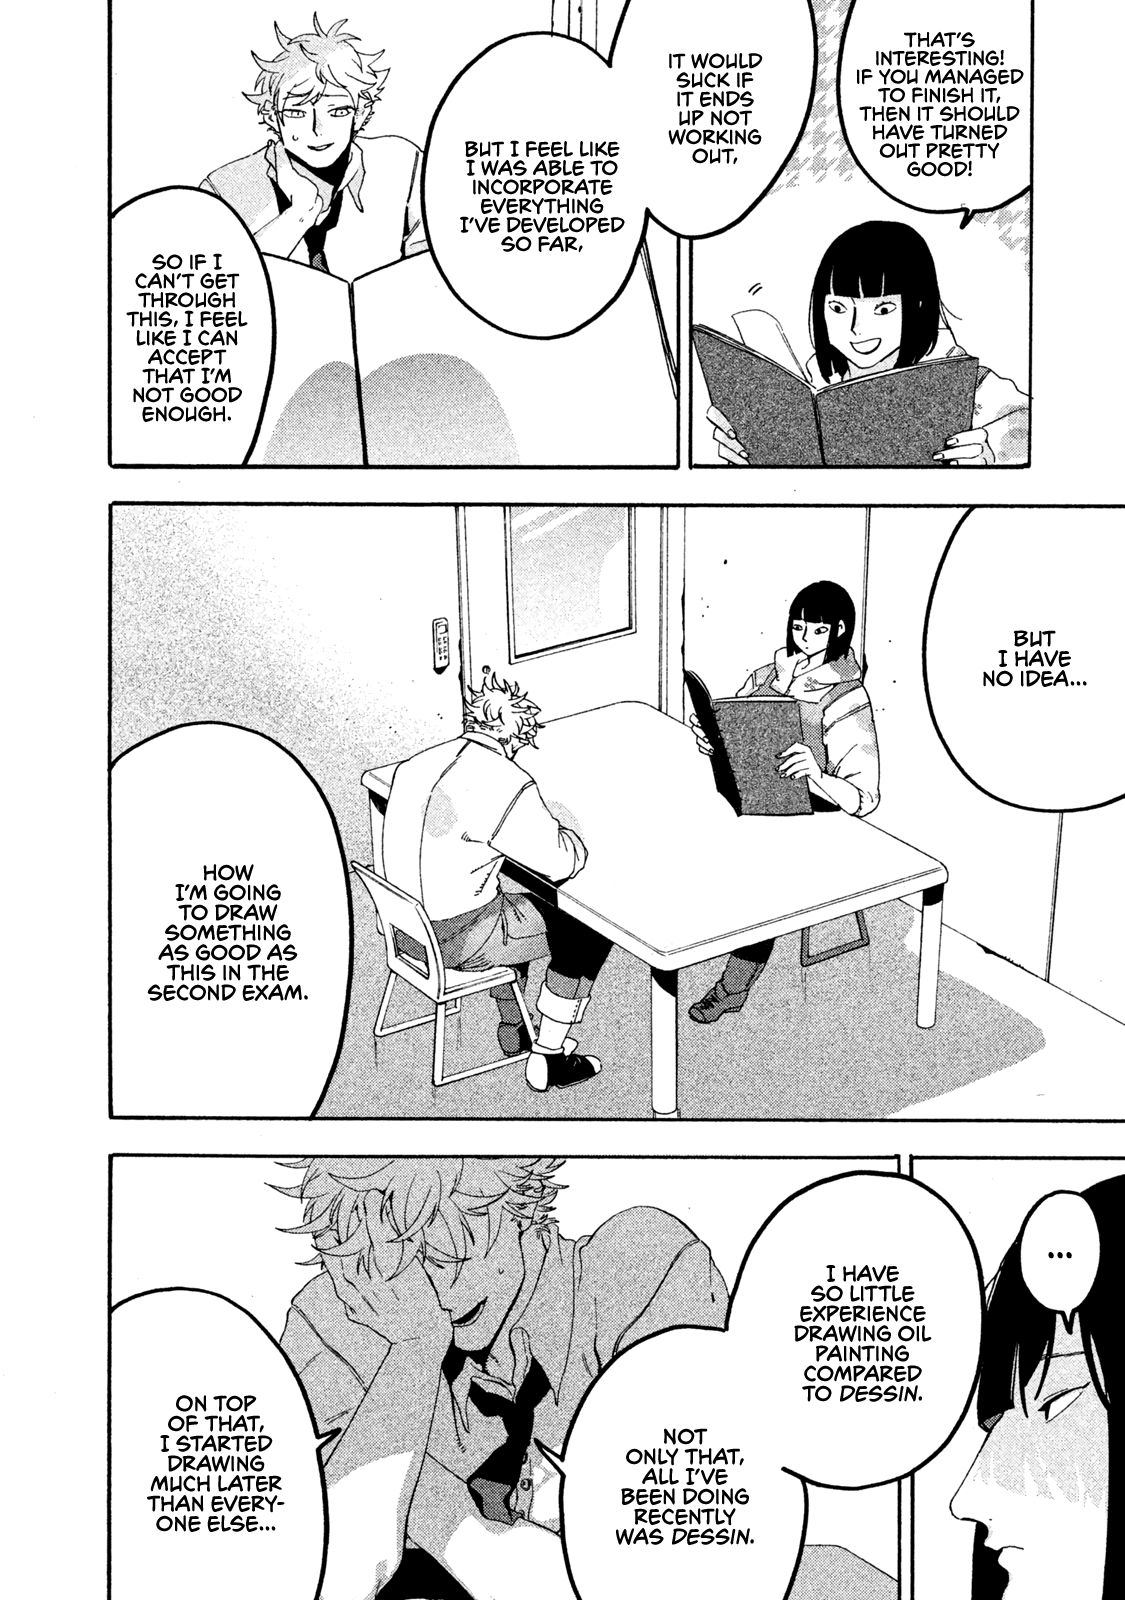 THAT'S
INTERESTING!
IF YOU MANAGED
TO FINISH IT,
THEN IT SHOULD
HAVE TURNED
OUT PRETTY
GOOD!
IT WOULD
SUCK IF
IT ENDS
UP NOT
WORKING
OUT,
BUT I FEEL LIKE
I WAS ABLE TO
INCORPORATE
EVERYTHING
I'VE DEVELOPED
SO FAR,
SO IF I
CAN'T GET
THROUGH
THIS, I FEEL
LIKE I CAN
ACCEPT
THAT I'M
NOT GOOD
ENOUGH.
BUT
I HAVE
NO IDEA...
HOW
I'M GOING
TO DRAW
SOMETHING
AS GOOD AS
THIS IN THE
SECOND EXAM.
...
I HAVE
SO LITTLE
EXPERIENCE
DRAWING OIL
PAINTING
COMPARED
TO DESSIN.
NOT
ONLY THAT,
ALL I'VE
BEEN DOING
RECENTLY
WAS DESSIN.
ON TOP
OF THAT,
I STARTED
DRAWING
MUCH LATER
THAN EVERY-
ONE ELSE...